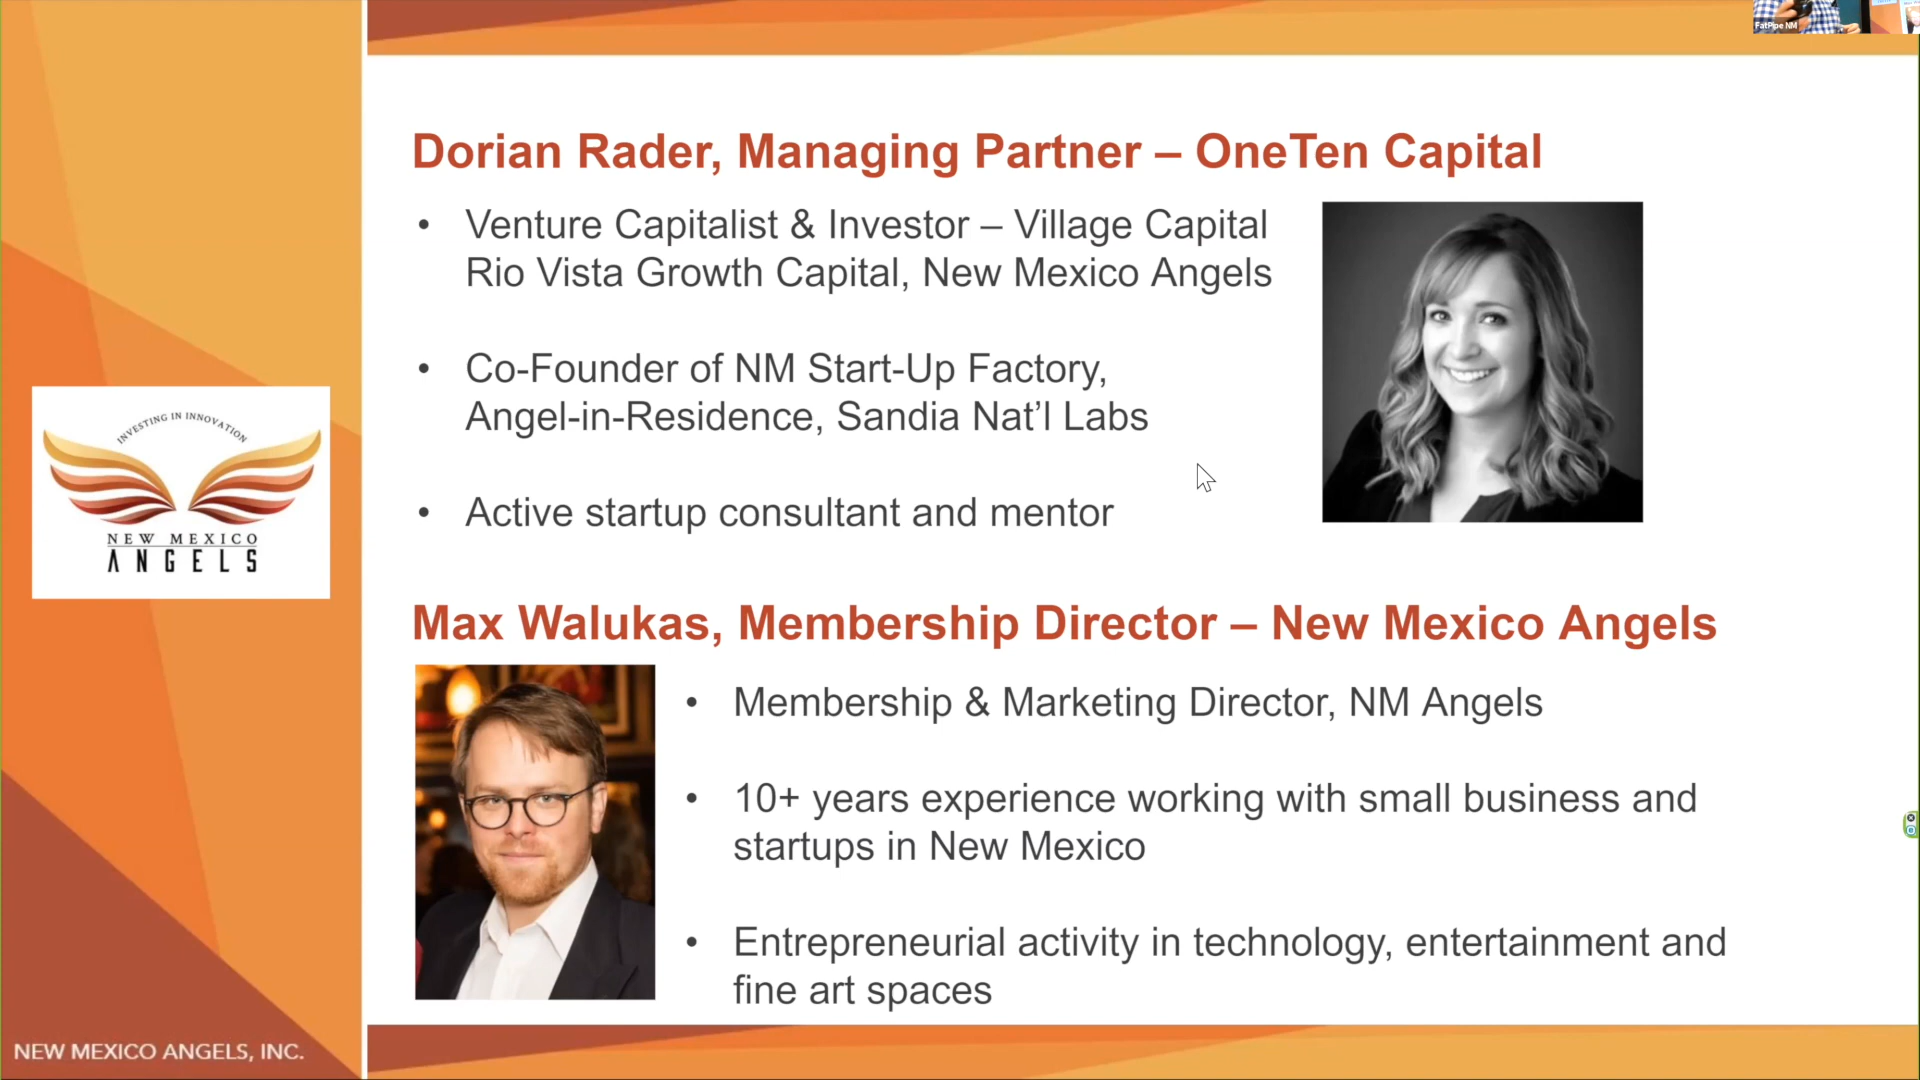 FatPipe NM
Dorian Rader, Managing Partner – OneTen Capital
• Venture Capitalist & Investor – Village Capital
Rio Vista Growth Capital, New Mexico Angels
• Co-Founder of NM Start-Up Factory,
Angel-in-Residence, Sandia Nat’l Labs
• Active startup consultant and mentor
INVESTING IN INNOVATION
NEW MEXICO
ANGELS
Max Walukas, Membership Director – New Mexico Angels
• Membership & Marketing Director, NM Angels
• 10+ years experience working with small business and
startups in New Mexico
• Entrepreneurial activity in technology, entertainment and
fine art spaces
NEW MEXICO ANGELS, INC.